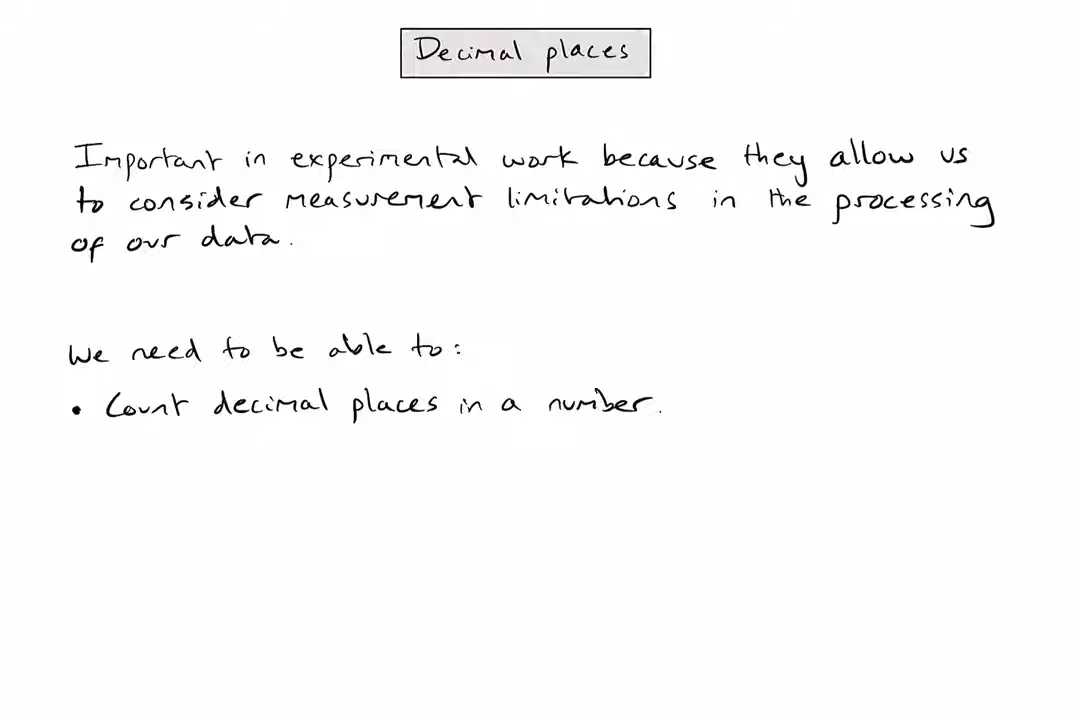 Decimal places
Important in experimental work because they allow us
to consider measurement limitations in the processing
of our data.
We need to be able to:
• Count decimal places in a number.